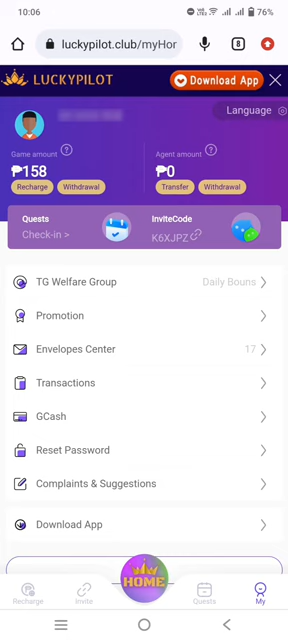 10:06
76%
luckypilot.club/myHor
8
LUCKYPILOT
Download App
Language
Game amount
Agent amount
₱158
₱0
Recharge
Withdrawal
Transfer
Withdrawal
Quests
InviteCode
Check-in >
K6XJPZ
TG Welfare Group
Daily Bouns
Promotion
Envelopes Center
17
Transactions
GCash
Reset Password
Complaints & Suggestions
Download App
HOME
Recharge
Invite
Quests
My